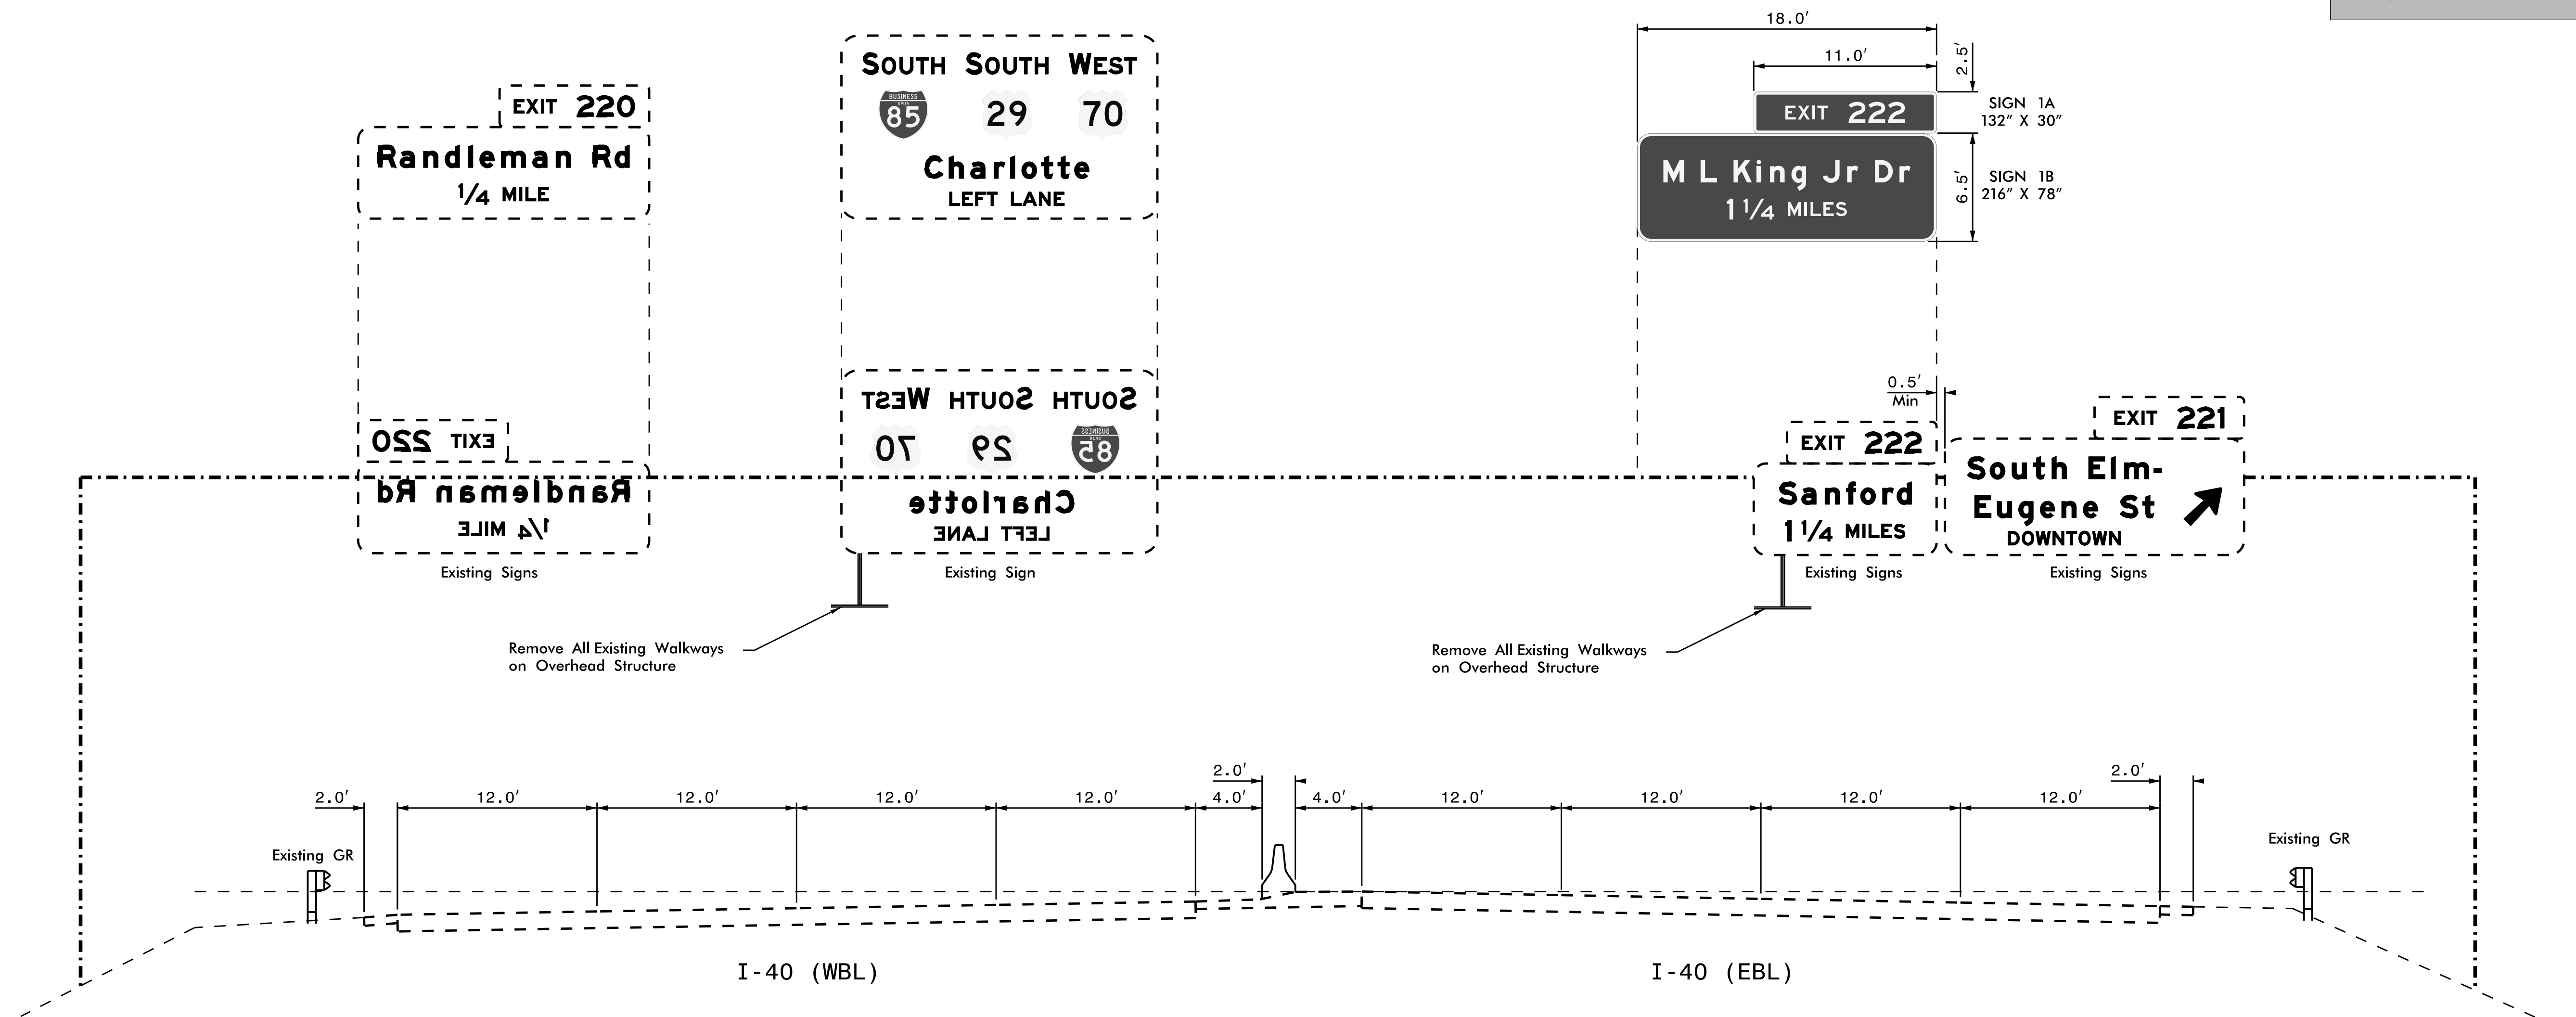 18.0'
11.0'
2.5'
SOUTH SOUTH WEST
BUSINESS
SPUR
85 29 70
Charlotte
LEFT LANE
EXIT 220
Randleman Rd
1/4 MILE
EXIT 222
SIGN 1A
132" X 30"
M L King Jr Dr
1 1/4 MILES
6.5'
SIGN 1B
216" X 78"
EXIT 220
Randleman Rd
1/4 MILE
Existing Signs
SOUTH SOUTH WEST
BUSINESS
SPUR
85 29 70
Charlotte
LEFT LANE
Existing Sign
0.5'
Min
EXIT 222
Sanford
1 1/4 MILES
Existing Signs
EXIT 221
South Elm-
Eugene St
DOWNTOWN
Existing Signs
Remove All Existing Walkways
on Overhead Structure
Remove All Existing Walkways
on Overhead Structure
2.0' 2.0'
2.0' 12.0' 12.0' 12.0' 12.0' 4.0' 4.0' 12.0' 12.0' 12.0' 12.0'
Existing GR
Existing GR
I-40 (WBL)
I-40 (EBL)